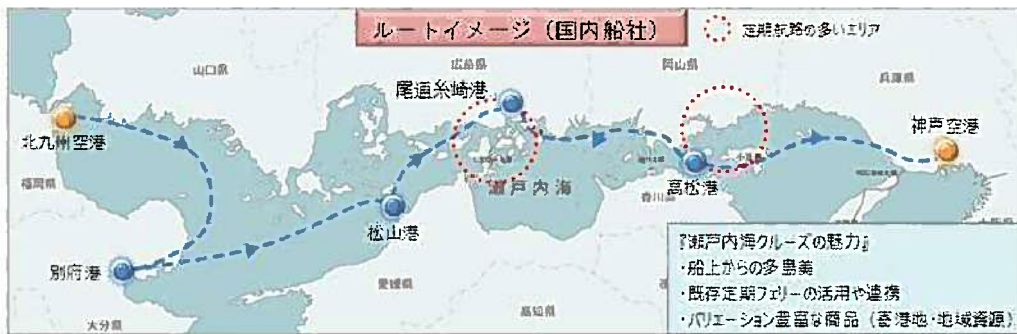 ルートイメージ（国内船社）
定期航路の多いエリア
山口県
広島県
岡山県
兵庫県
尾道糸崎港
北九州空港
神戸空港
福岡県
瀬戸内海
高松港
香川県
松山港
別府港
愛媛県
高知県
大分県
『瀬戸内海クルーズの魅力』
・船上からの多島美
・既存定期フェリーの活用や連携
・バリエーション豊富な商品（寄港地・地域資源）